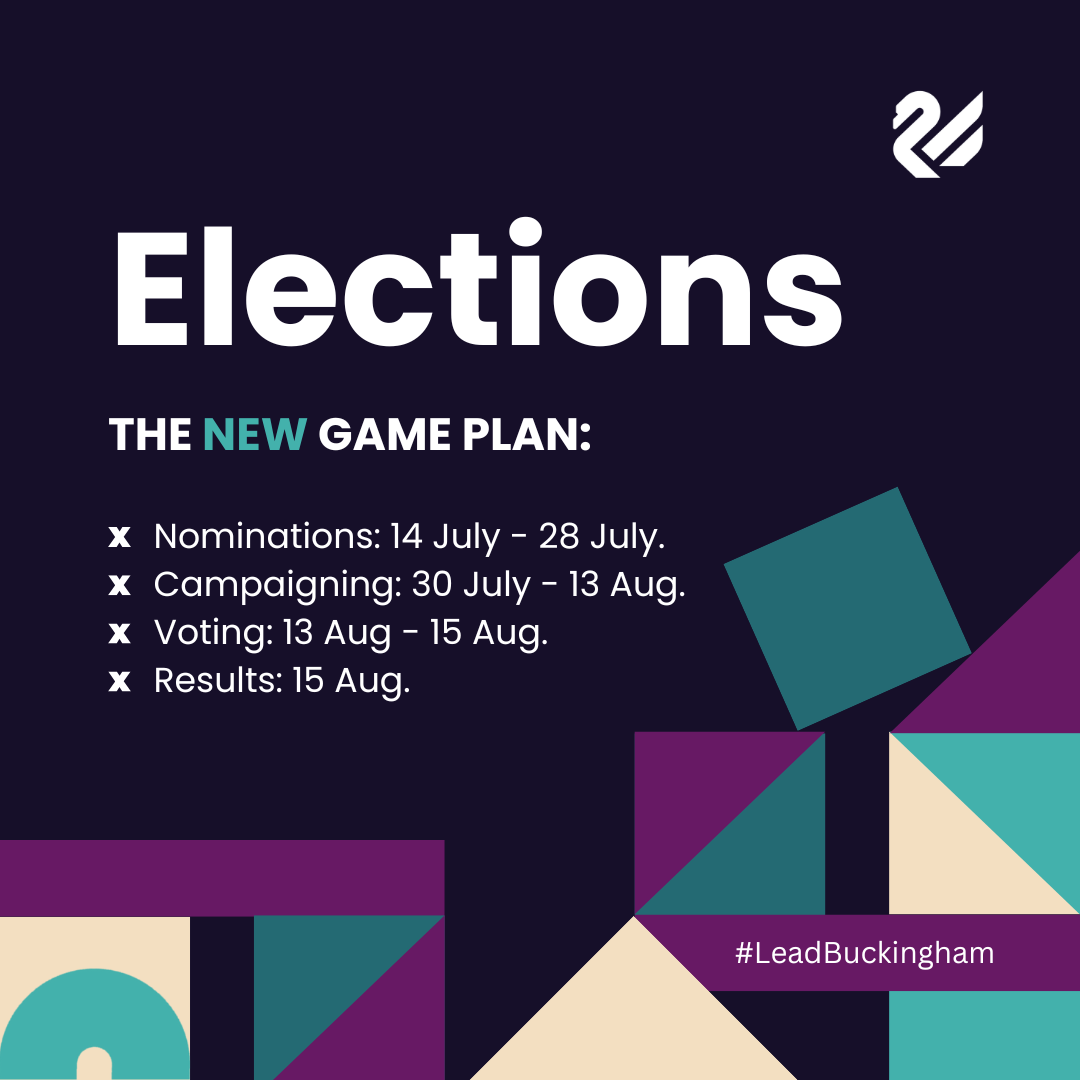 Elections
THE NEW GAME PLAN:
x Nominations: 14 July - 28 July.
x Campaigning: 30 July - 13 Aug.
x Voting: 13 Aug - 15 Aug.
x Results: 15 Aug.
#LeadBuckingham